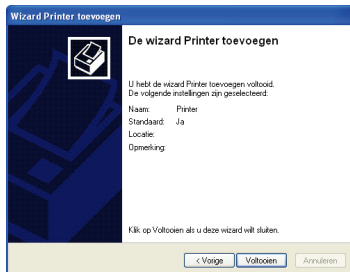 Wizard Printer toevoegen
De wizard Printer toevoegen
U hebt de wizard Printer toevoegen voltooid.
De volgende instellingen zijn geselecteerd:
Naam: Printer
Standaard: Ja
Locatie:
Opmerking:
Klik op Voltooien als u deze wizard wilt sluiten.
< Vorige Voltooien Annuleren